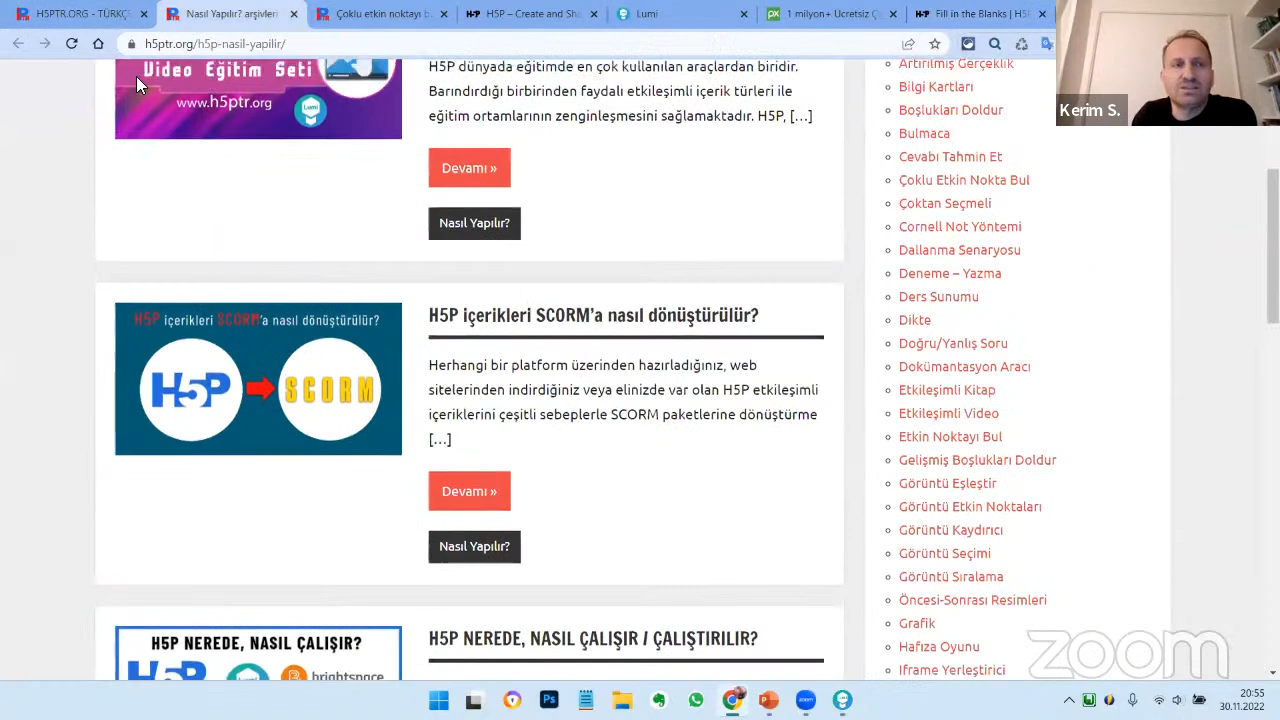 H5PTR.ORG - TÜRKÇ
Nasıl Yapılır? arşivleri
Çoklu etkin noktayı b
H5P - Create and Sha
Lumi
1 milyon+ Ücretsiz Ç
H-P Pin by H5P |
h5ptr.org/h5p-nasil-yapilir/
Kerim S.
Video Eğitim Seti
www.h5ptr.org
Lumi
H5P dünyada eğitimde en çok kullanılan araçlardan biridir.
Barındırdığı birbirinden faydalı etkileşimli içerik türleri ile
eğitim ortamlarının zenginleşmesini sağlamaktadır. H5P, […]
Devamı »
Nasıl Yapılır?
H5P içerikleri SCORM'a nasıl dönüştürülür?
H5P
SCORM
H5P içerikleri SCORM’a nasıl dönüştürülür?
Herhangi bir platform üzerinden hazırladığınız, web
sitelerinden indirdiğiniz veya elinizde var olan H5P etkileşimli
içeriklerini çeşitli sebeplerle SCORM paketlerine dönüştürme
[…]
Devamı »
Nasıl Yapılır?
H5P NEREDE, NASIL ÇALIŞIR?
H5P
brightspace
H5P NEREDE, NASIL ÇALIŞIR / ÇALIŞTIRILIR?
Artırılmış Gerçeklik
Bilgi Kartları
Boşlukları Doldur
Bulmaca
Cevabı Tahmin Et
Çoklu Etkin Nokta Bul
Çoktan Seçmeli
Cornell Not Yöntemi
Dallanma Senaryosu
Deneme – Yazma
Ders Sunumu
Dikte
Doğru/Yanlış Soru
Dokümantasyon Aracı
Etkileşimli Kitap
Etkileşimli Video
Etkin Noktayı Bul
Gelişmiş Boşlukları Doldur
Görüntü Eşleştir
Görüntü Etkin Noktaları
Görüntü Kaydırıcı
Görüntü Seçimi
Görüntü Sıralama
Öncesi-Sonrası Resimleri
Grafik
Hafıza Oyunu
Iframe Yerleştirici
zoom
20:55
30.11.2022